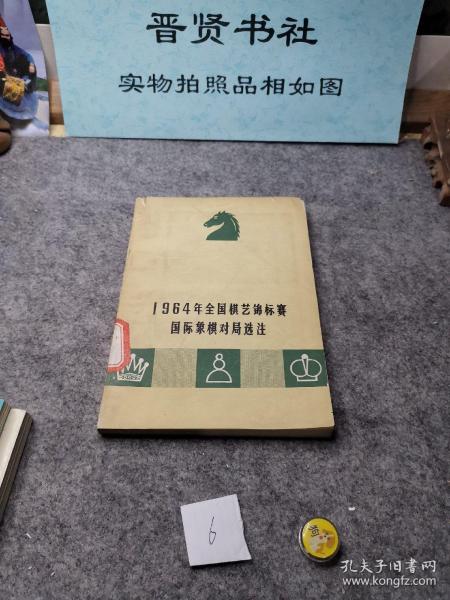 晋贤书社
实物拍照品相如图
1964年全国棋艺锦标赛
国际象棋对局选注
6
孔夫子旧书网
www.kongfz.com